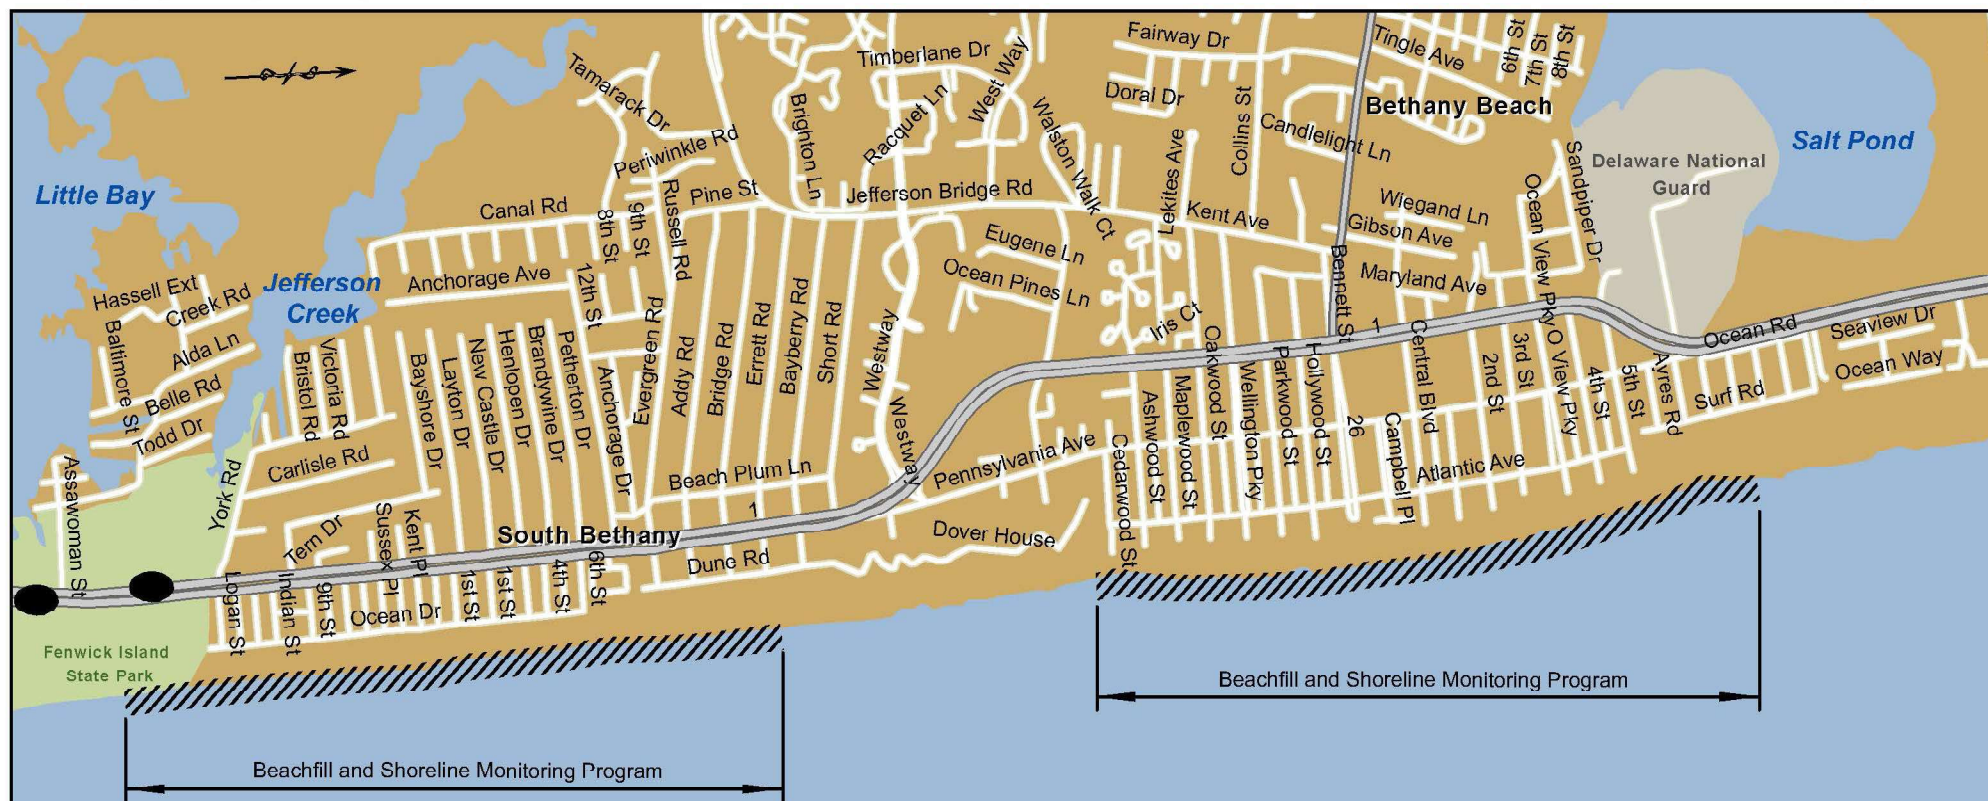 Tamarack Dr
Timberlane Dr
West Way
Fairway Dr
Tingle Ave
6th St
7th St
8th St
Brighton Ln
Racquet Ln
Walston Walk Ct
Doral Dr
Bethany Beach
Periwinkle Rd
Lekites Ave
Collins St
Candlelight Ln
Salt Pond
Delaware National
Guard
Little Bay
Canal Rd
8th St
9th St
Russell Rd
Pine St
Jefferson Bridge Rd
Kent Ave
Wiegand Ln
Gibson Ave
Ocean View Pky
Sandpiper Dr
Eugene Ln
Ocean Pines Ln
Maryland Ave
Bennett St
Hassell Ext
Creek Rd
Jefferson
Creek
Anchorage Ave
12th St
Baltimore St
Alda Ln
Belle Rd
Todd Dr
Bristol Rd
Victoria Rd
Bayshore Dr
Layton Dr
New Castle Dr
Henlopen Dr
Brandwine Dr
Petherton Dr
Anchorage Dr
Evergreen Rd
Addy Rd
Bridge Rd
Errett Rd
Bayberry Rd
Short Rd
Westway
Westway
Iris Ct
Oakwood St
Wellington Pky
Parkwood St
Hollywood St
1
Central Blvd
2nd St
3rd St
O View Pky
4th St
5th St
Ayres Rd
Ocean Rd
Seaview Dr
Ocean Way
Surf Rd
Ashwood St
Maplewood St
26
Campbell Pl
Atlantic Ave
Cedarwood St
Pennsylvania Ave
Assawoman St
York Rd
Carlisle Rd
Beach Plum Ln
1
Tern Dr
Sussex Pl
Kent Pl
South Bethany
Dover House
Dune Rd
Logan St
Indian St
9th St
Ocean Dr
1st St
1st St
4th St
6th St
Fenwick Island
State Park
Beachfill and Shoreline Monitoring Program
Beachfill and Shoreline Monitoring Program